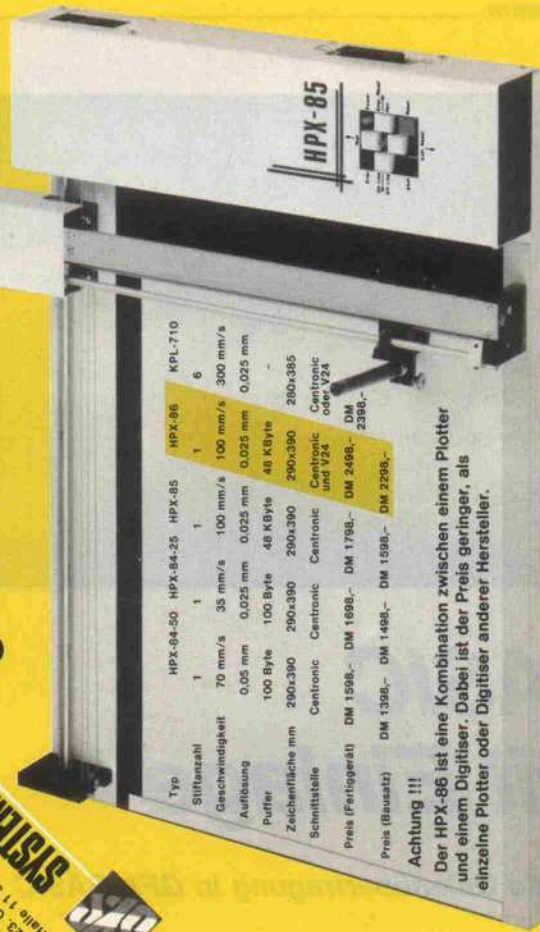 SYSTEM
Halle 11
HPX-85
Typ HPX-84-50 HPX-84-25 HPX-85 HPX-86 KPL-710
Stiftanzahl 1 1 1 1 6
Geschwindigkeit 70 mm/s 35 mm/s 100 mm/s 100 mm/s 300 mm/s
Auflösung 0,05 mm 0,025 mm 0,025 mm 0,025 mm 0,025 mm
Puffer 100 Byte 100 Byte 48 KByte 48 KByte -
Zeichenfläche mm 290x390 290x390 290x390 290x390 280x385
Schnittstelle Centronic Centronic Centronic Centronic und V24 Centronic oder V24
Preis (Fertiggerät) DM 1598,- DM 1698,- DM 1798,- DM 2498,- DM 2398,-
Preis (Bausatz) DM 1398,- DM 1498,- DM 1598,- DM 2298,-
Achtung !!!
Der HPX-86 ist eine Kombination zwischen einem Plotter
und einem Digitiser. Dabei ist der Preis geringer, als
einzelne Plotter oder Digitiser anderer Hersteller.